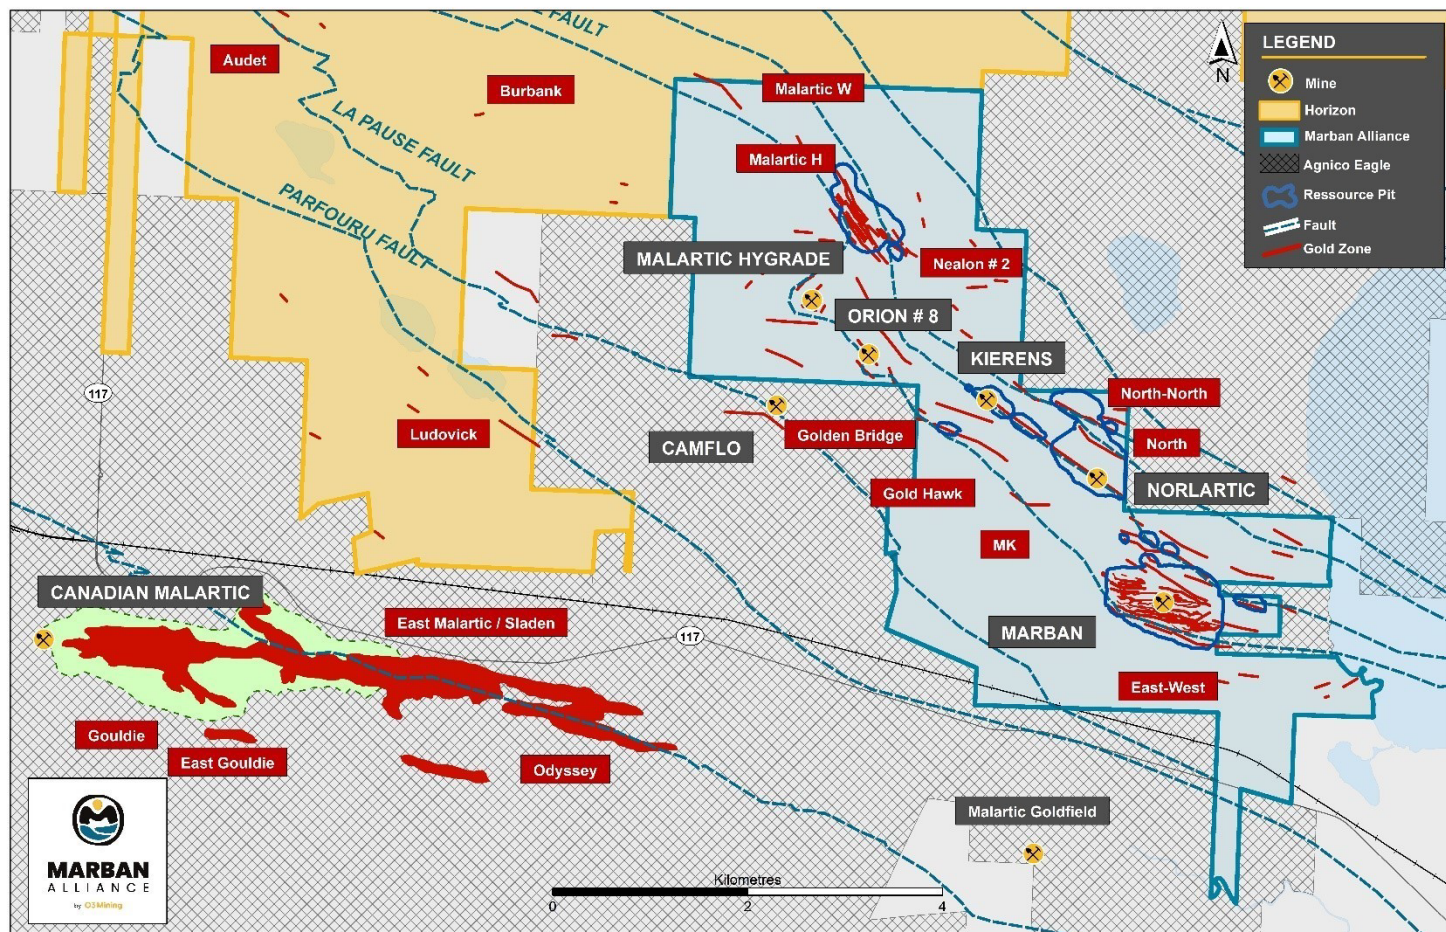 E FAULT
LEGEND
N
Mine
Horizon
Marban Alliance
Agnico Eagle
Ressource Pit
Fault
Gold Zone
Audet
Burbank
Malartic W
LA PAUSE FAULT
Malartic H
PARFOURU FAULT
MALARTIC HYGRADE
Nealon # 2
ORION # 8
KIERENS
117
North-North
Ludovick
Golden Bridge
North
CAMFLO
Gold Hawk
NORLARTIC
MK
CANADIAN MALARTIC
East Malartic / Sladen
117
MARBAN
East-West
Gouldie
East Gouldie
Odyssey
Malartic Goldfield
Kilometres
0 2 4
MARBAN
ALLIANCE
by O3 Mining